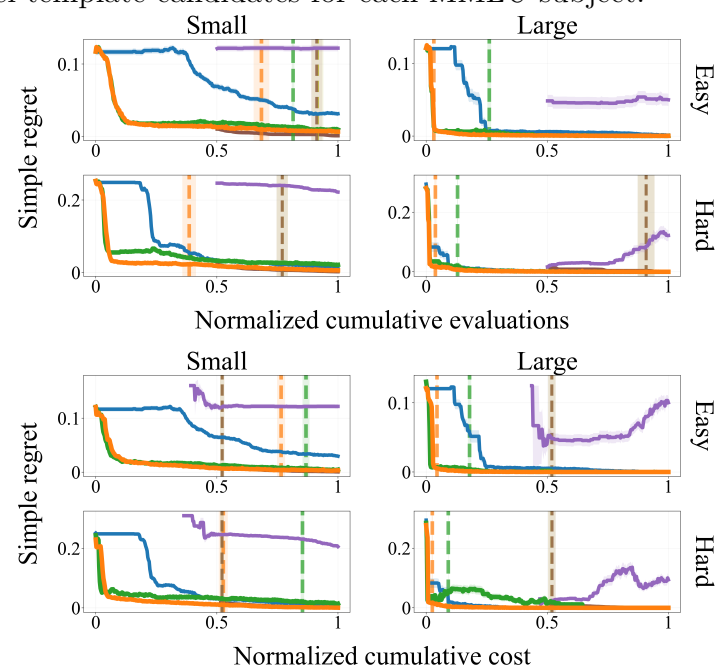 template candidates for each MMLU subject.
Small Large
0.1
0
0 0.5 1
0 0.5 1
0.1
0
Easy
0.2
0
0 0.5 1
0 0.5 1
0.2
0
Hard
Simple regret
Normalized cumulative evaluations
Small Large
0.1
0
0 0.5 1
0 0.5 1
0.1
0
Easy
0.2
0
0 0.5 1
0 0.5 1
0.2
0
Hard
Simple regret
Normalized cumulative cost